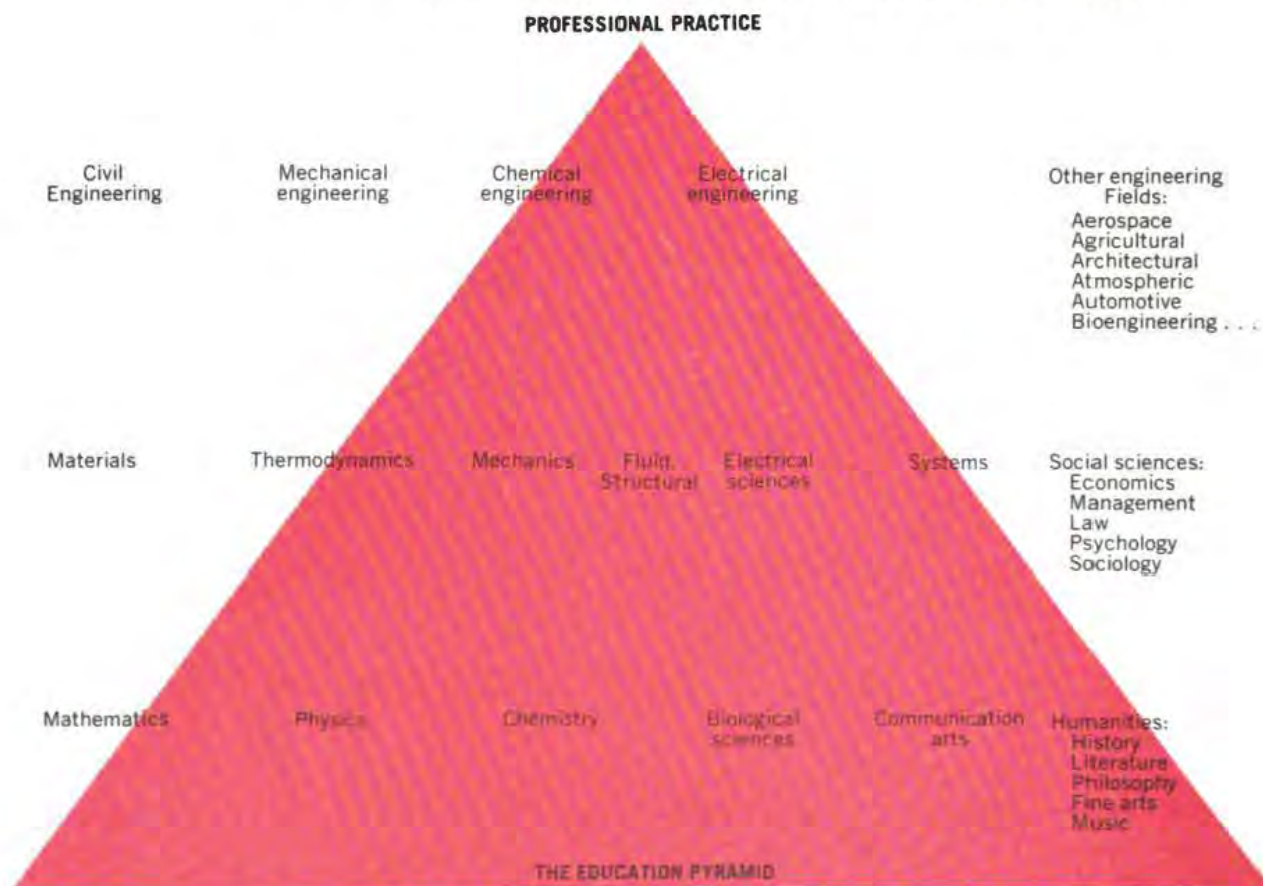 PROFESSIONAL PRACTICE
Civil
Engineering
Mechanical
engineering
Chemical
engineering
Electrical
engineering
Other engineering
Fields:
Aerospace
Agricultural
Architectural
Atmospheric
Automotive
Bioengineering . . .
Materials
Thermodynamics
Mechanics
Fluid,
Structural
Electrical
sciences
Systems
Social sciences:
Economics
Management
Law
Psychology
Sociology
Mathematics
Physics
Chemistry
Biological
sciences
Communication
arts
Humanities:
History
Literature
Philosophy
Fine arts
Music
THE EDUCATION PYRAMID